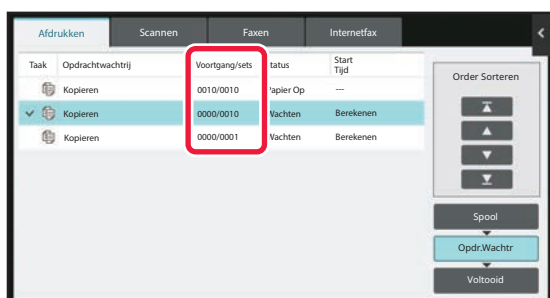 Afdrukken Scannen Faxen Internetfax
Taak Opdrachtwachtrij Voortgang/sets tatus Start Tijd
Kopieren 0010/0010 Papier Op ---
Kopieren 0000/0010 Wachten Berekenen
Kopieren 0000/0001 Wachten Berekenen
Order Sorteren
Spool
Opdr.Wachtr
Voltooid